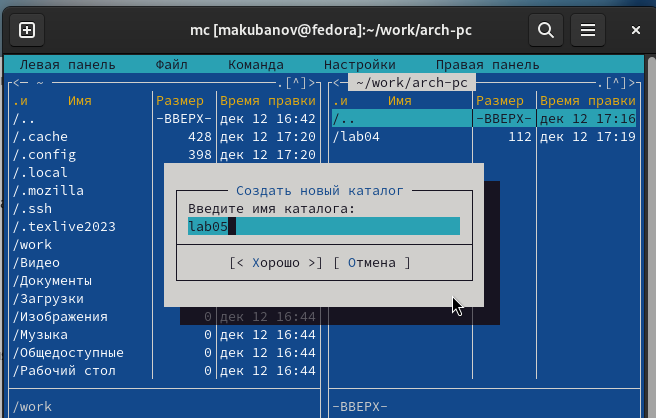 mc [makubanov@fedora]:~/work/arch-pc
Левая панель Файл Команда Настройки Правая панель
<— ~ .[^]> <— ~/work/arch-pc .[^]>
.и Имя Размер Время правки .и Имя Размер Время правки
/.. -ВВЕРХ- дек 12 16:42 /.. -ВВЕРХ- дек 12 17:16
/.cache 428 дек 12 17:20 /lab04 112 дек 12 17:19
/.config 398 дек 12 17:20
/.local
/.mozilla Создать новый каталог
/.ssh Введите имя каталога:
/.texlive2023 lab05
/work
/Видео [< Хорошо >] [ Отмена ]
/Документы
/Загрузки
/Изображения 0 дек 12 16:44
/Музыка 0 дек 12 16:44
/Общедоступные 0 дек 12 16:44
/Рабочий стол 0 дек 12 16:44
/work -ВВЕРХ-